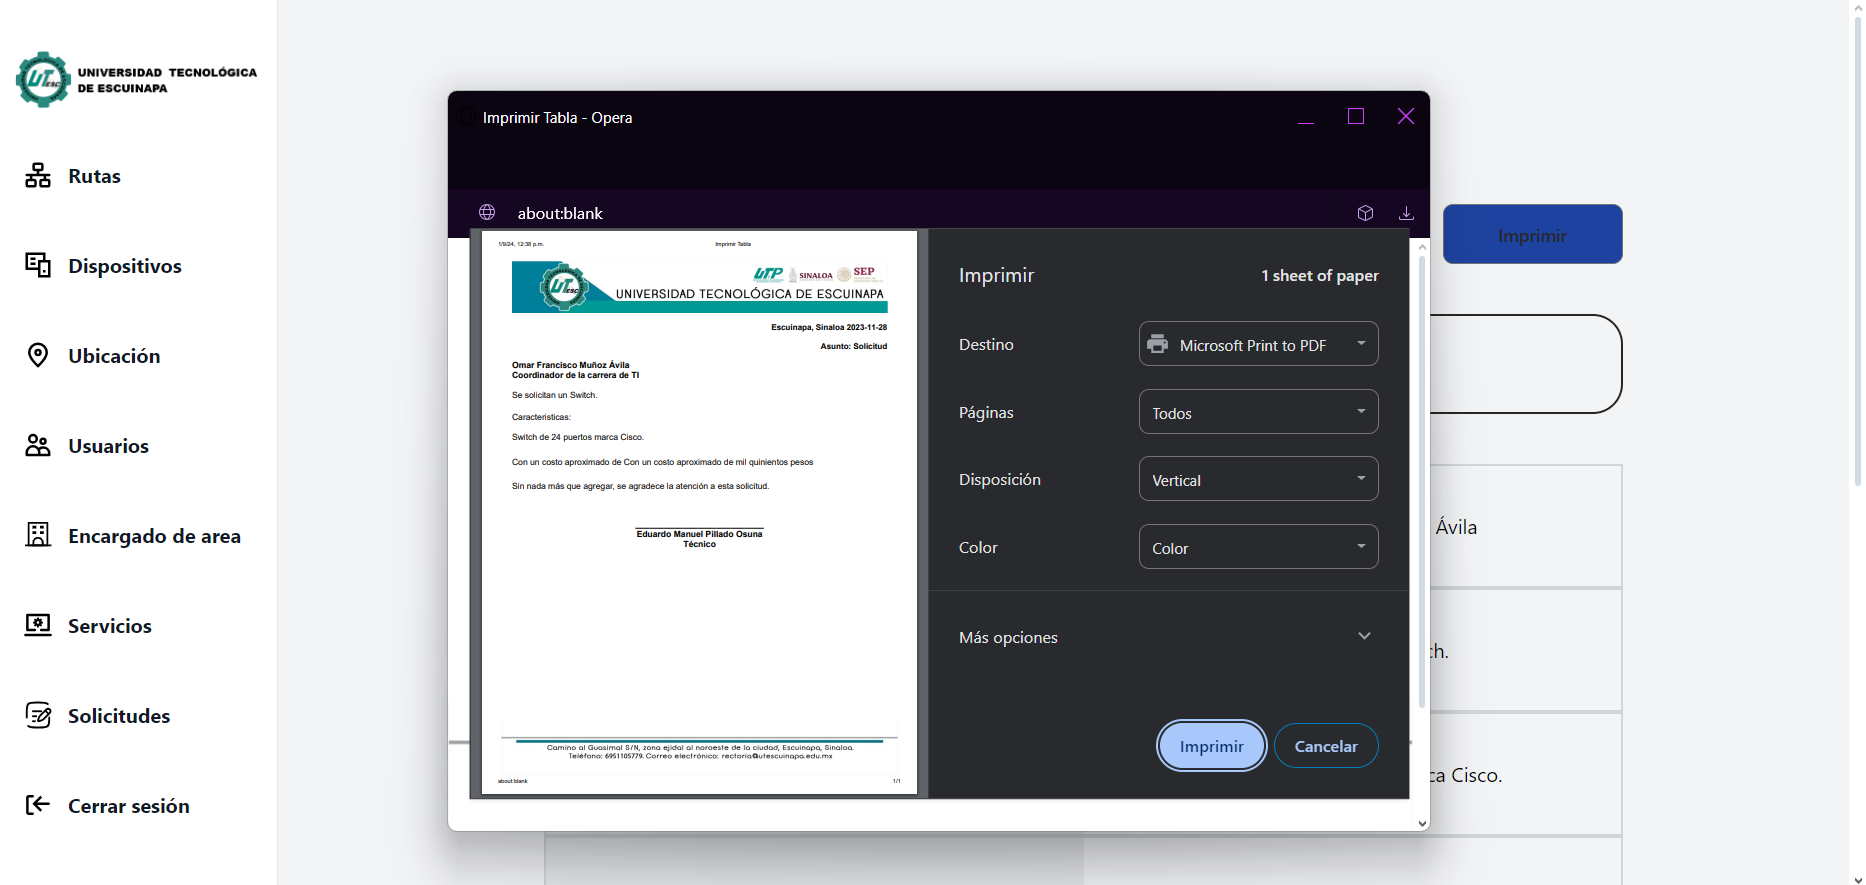 UNIVERSIDAD TECNOLÓGICA
DE ESCUINAPA
Rutas
Dispositivos
Ubicación
Usuarios
Encargado de area
Servicios
Solicitudes
Cerrar sesión
Imprimir Tabla - Opera
about:blank
1/9/24, 12:38 p.m.
Imprimir Tabla
UTESC
UTP
SINALOA
SEP
UNIVERSIDAD TECNOLÓGICA DE ESCUINAPA
Escuinapa, Sinaloa 2023-11-28
Asunto: Solicitud
Omar Francisco Muñoz Ávila
Coordinador de la carrera de TI
Se solicitan un Switch.
Caracteristicas:
Switch de 24 puertos marca Cisco.
Con un costo aproximado de Con un costo aproximado de mil quinientos pesos
Sin nada más que agregar, se agradece la atención a esta solicitud.
Eduardo Manuel Pillado Osuna
Técnico
Camino al Guasimal S/N, zona ejidal al noroeste de la ciudad, Escuinapa, Sinaloa.
Teléfono: 6951105779. Correo electrónico: rectoria@utescuinapa.edu.mx
about:blank
1/1
Imprimir
1 sheet of paper
Destino
Microsoft Print to PDF
Páginas
Todos
Disposición
Vertical
Color
Color
Más opciones
Imprimir
Cancelar
Imprimir
Ávila
ch.
ca Cisco.